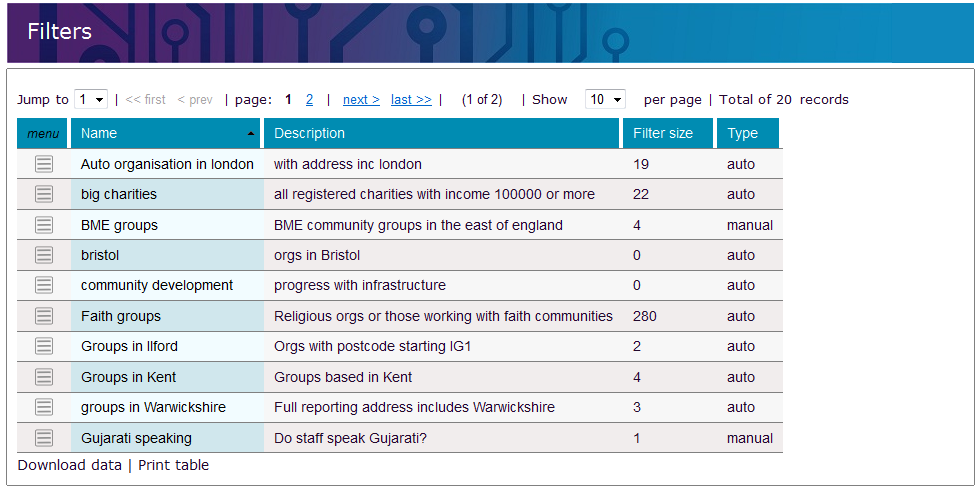 Filters
Jump to 1 | << first < prev | page: 1 2 | next > last >> | (1 of 2) | Show 10 per page | Total of 20 records
menu Name Description Filter size Type
Auto organisation in london with address inc london 19 auto
big charities all registered charities with income 100000 or more 22 auto
BME groups BME community groups in the east of england 4 manual
bristol orgs in Bristol 0 auto
community development progress with infrastructure 0 auto
Faith groups Religious orgs or those working with faith communities 280 auto
Groups in Ilford Orgs with postcode starting IG1 2 auto
Groups in Kent Groups based in Kent 4 auto
groups in Warwickshire Full reporting address includes Warwickshire 3 auto
Gujarati speaking Do staff speak Gujarati? 1 manual
Download data | Print table